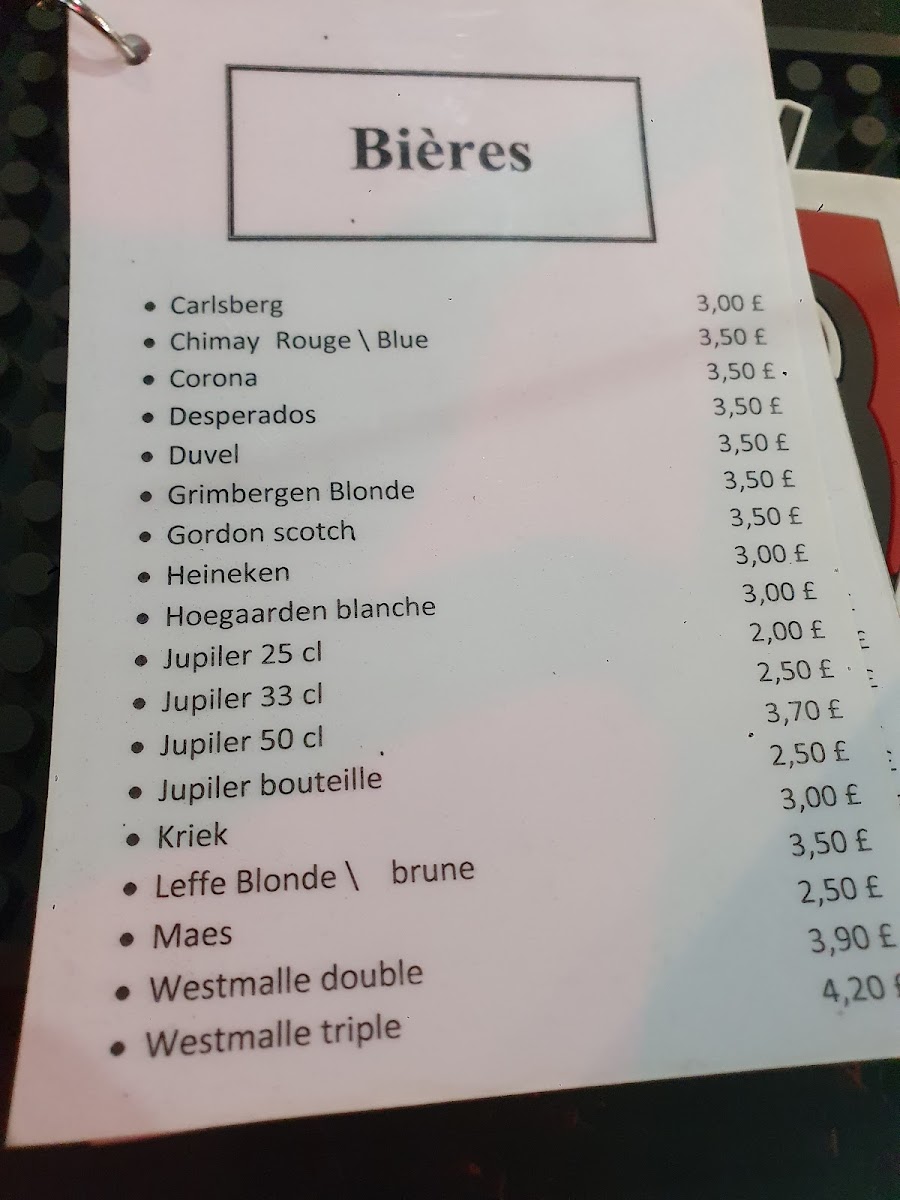 Bières
• Carlsberg 3,00 £
• Chimay Rouge \ Blue 3,50 £
• Corona 3,50 £
• Desperados 3,50 £
• Duvel 3,50 £
• Grimbergen Blonde 3,50 £
• Gordon scotch 3,50 £
• Heineken 3,00 £
• Hoegaarden blanche 3,00 £
• Jupiler 25 cl 2,00 £
• Jupiler 33 cl 2,50 £
• Jupiler 50 cl 3,70 £
• Jupiler bouteille 2,50 £
• Kriek 3,00 £
• Leffe Blonde \ brune 3,50 £
• Maes 2,50 £
• Westmalle double 3,90 £
• Westmalle triple 4,20 £